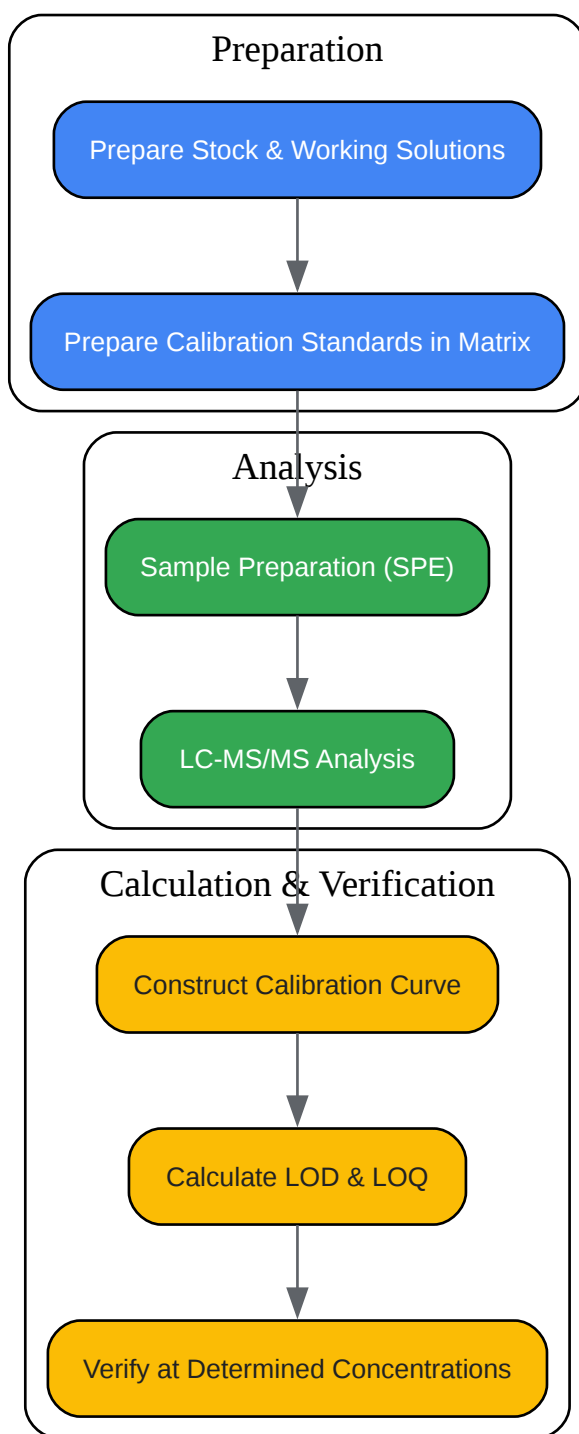 Preparation
Prepare Stock & Working Solutions
Prepare Calibration Standards in Matrix
Analysis
Sample Preparation (SPE)
LC-MS/MS Analysis
Calculation & Verification
Construct Calibration Curve
Calculate LOD & LOQ
Verify at Determined Concentrations